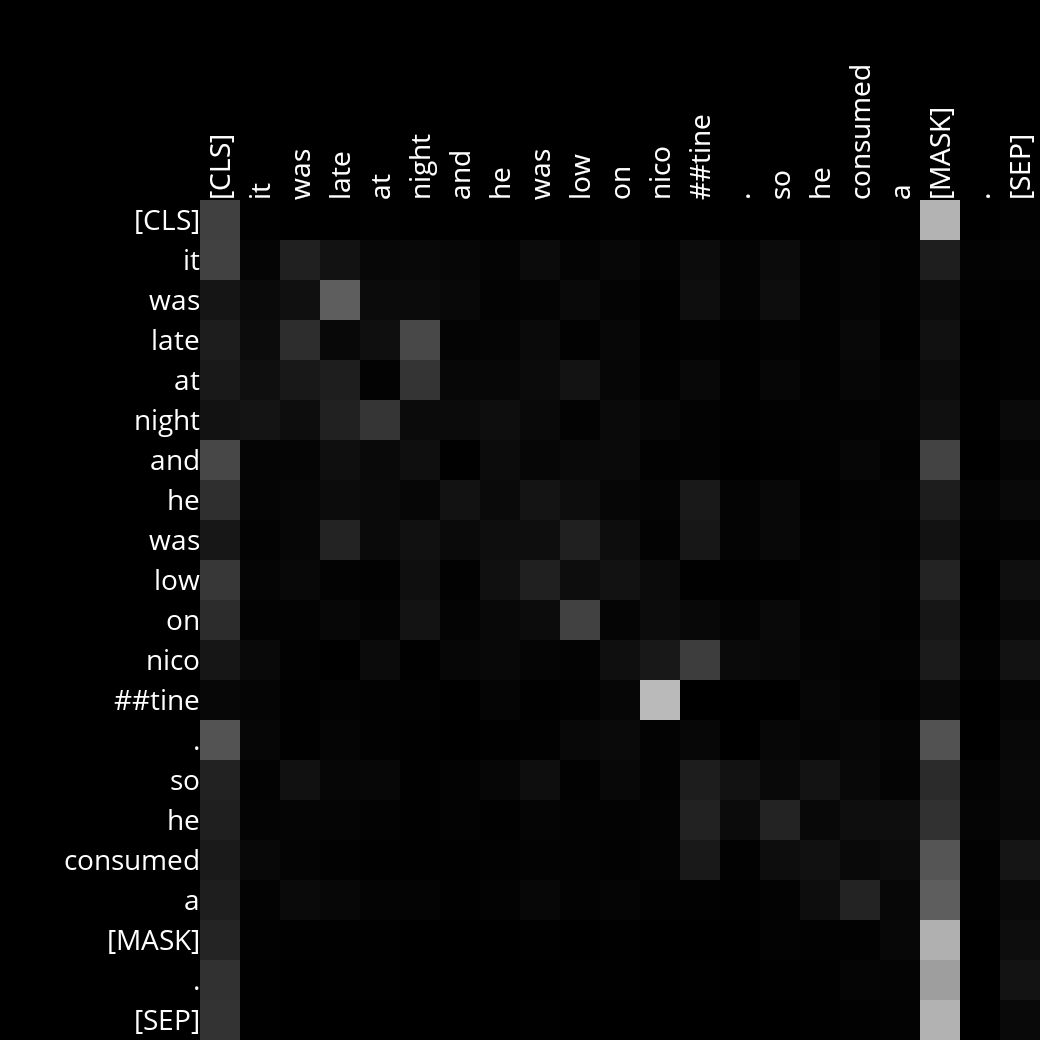 [CLS] it was late at night and he was low on nico ##tine . so he consumed a [MASK] . [SEP]
[CLS]
it
was
late
at
night
and
he
was
low
on
nico
##tine
.
so
he
consumed
a
[MASK]
.
[SEP]